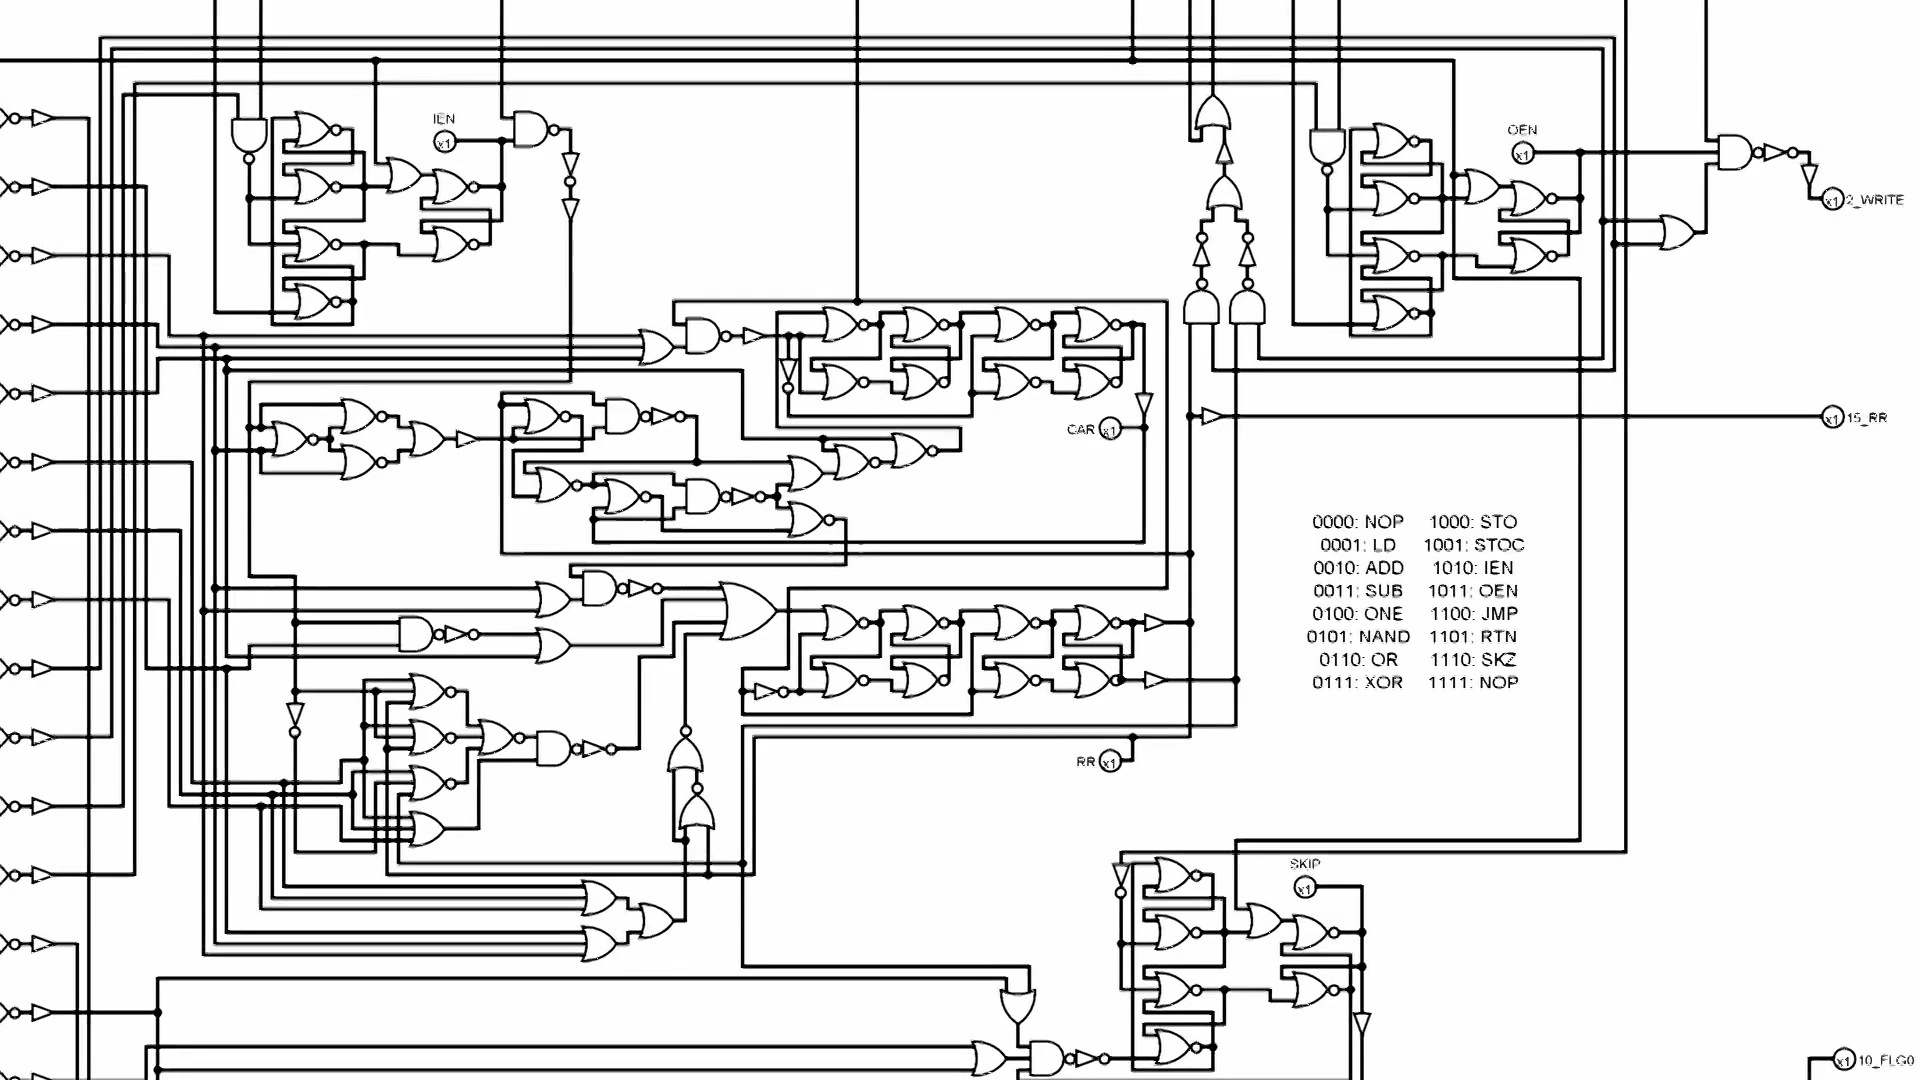 IEN
x1
OEN
x1
x1 2_WRITE
CAR x1
x1 15_RR
0000: NOP 1000: STO
0001: LD 1001: STOC
0010: ADD 1010: IEN
0011: SUB 1011: OEN
0100: ONE 1100: JMP
0101: NAND 1101: RTN
0110: OR 1110: SKZ
0111: XOR 1111: NOP
RR x1
SKIP
x1
x1 10_FLG0